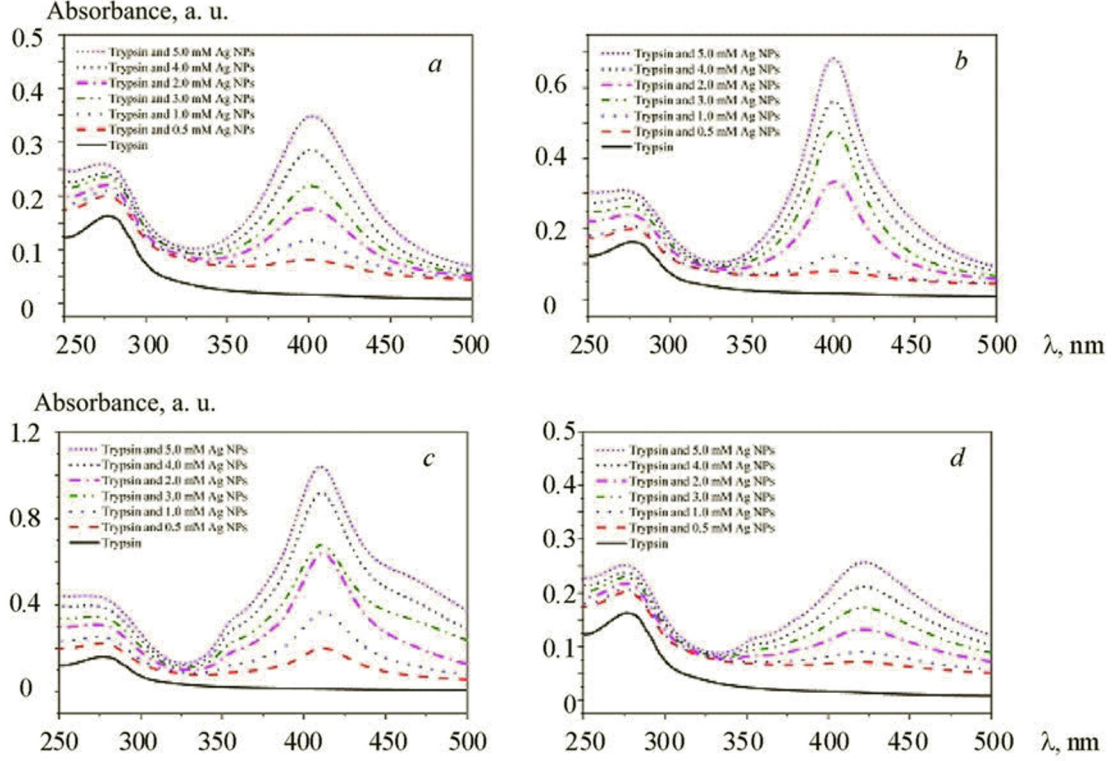 Absorbance, a. u.
0.5
0.4
0.3
0.2
0.1
0
Trypsin and 5.0 mM Ag NPs
Trypsin and 4.0 mM Ag NPs
Trypsin and 2.0 mM Ag NPs
Trypsin and 3.0 mM Ag NPs
Trypsin and 1.0 mM Ag NPs
Trypsin and 0.5 mM Ag NPs
Trypsin
a
250 300 350 400 450 500
0.6
0.4
0.2
0
Trypsin and 5.0 mM Ag NPs
Trypsin and 4.0 mM Ag NPs
Trypsin and 2.0 mM Ag NPs
Trypsin and 3.0 mM Ag NPs
Trypsin and 1.0 mM Ag NPs
Trypsin and 0.5 mM Ag NPs
Trypsin
b
250 300 350 400 450 500 λ, nm
Absorbance, a. u.
1.2
0.8
0.4
0
Trypsin and 5.0 mM Ag NPs
Trypsin and 4.0 mM Ag NPs
Trypsin and 2.0 mM Ag NPs
Trypsin and 3.0 mM Ag NPs
Trypsin and 1.0 mM Ag NPs
Trypsin and 0.5 mM Ag NPs
Trypsin
c
250 300 350 400 450 500
0.5
0.4
0.3
0.2
0.1
0
Trypsin and 5.0 mM Ag NPs
Trypsin and 4.0 mM Ag NPs
Trypsin and 2.0 mM Ag NPs
Trypsin and 3.0 mM Ag NPs
Trypsin and 1.0 mM Ag NPs
Trypsin and 0.5 mM Ag NPs
Trypsin
d
250 300 350 400 450 500 λ, nm